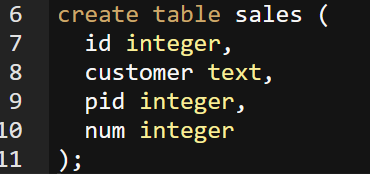 6 create table sales (
7   id integer,
8   customer text,
9   pid integer,
10   num integer
11 );